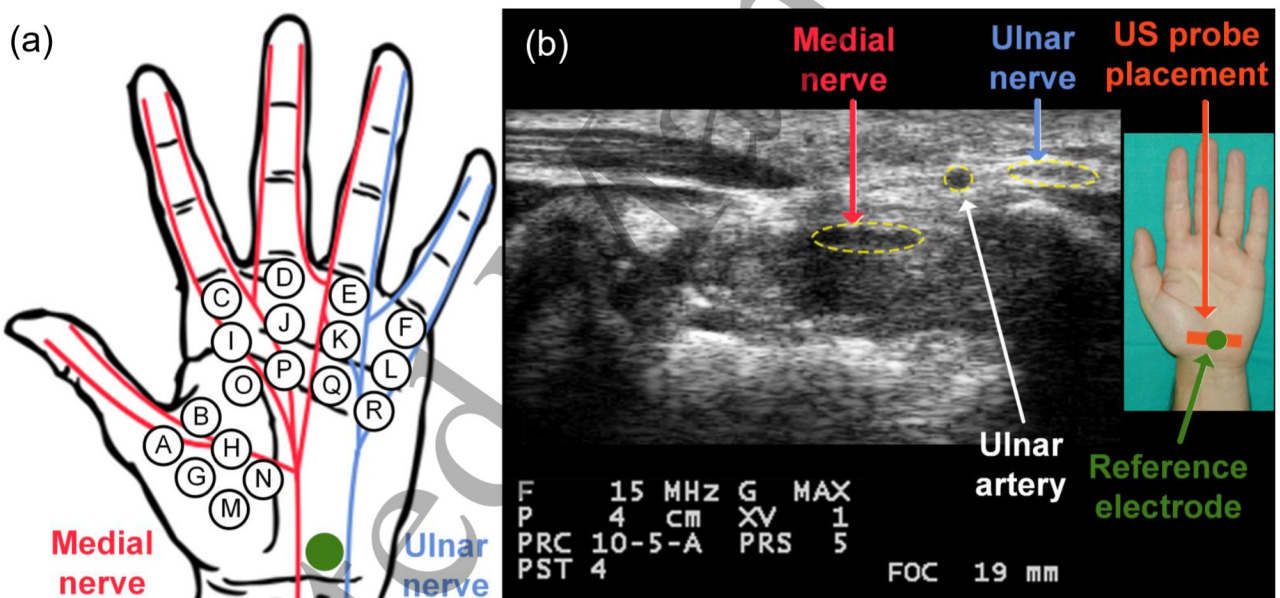 (a)
C
D
E
F
I
J
K
L
O
P
Q
R
B
A
H
G
N
M
Medial
nerve
Ulnar
nerve
(b)
Medial
nerve
Ulnar
nerve
US probe
placement
Ulnar
artery
Reference
electrode
F 15 MHz G MAX
P 4 cm XV 1
PRC 10-5-A PRS 5
PST 4
FOC 19 mm